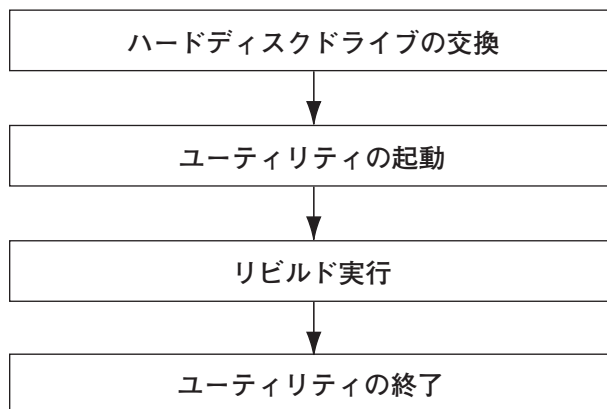 ハードディスクドライブの交換
ユーティリティの起動
リビルド実行
ユーティリティの終了